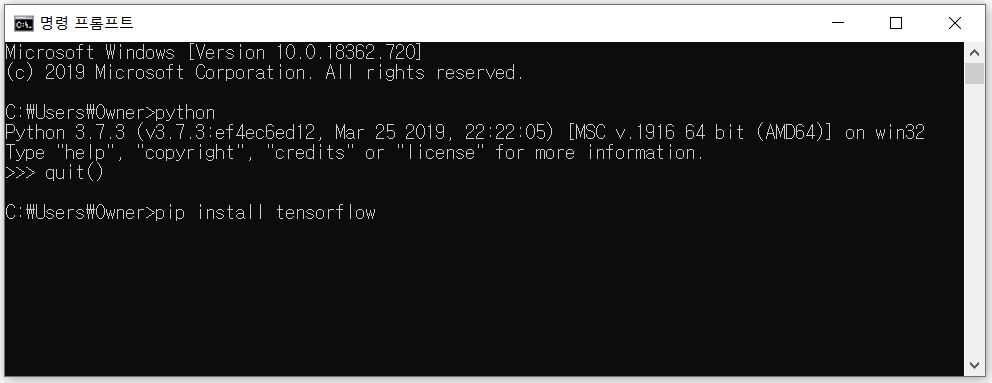 명령 프롬프트
Microsoft Windows [Version 10.0.18362.720]
(c) 2019 Microsoft Corporation. All rights reserved.
C:₩Users₩Owner>python
Python 3.7.3 (v3.7.3:ef4ec6ed12, Mar 25 2019, 22:22:05) [MSC v.1916 64 bit (AMD64)] on win32
Type "help", "copyright", "credits" or "license" for more information.
>>> quit()
C:₩Users₩Owner>pip install tensorflow